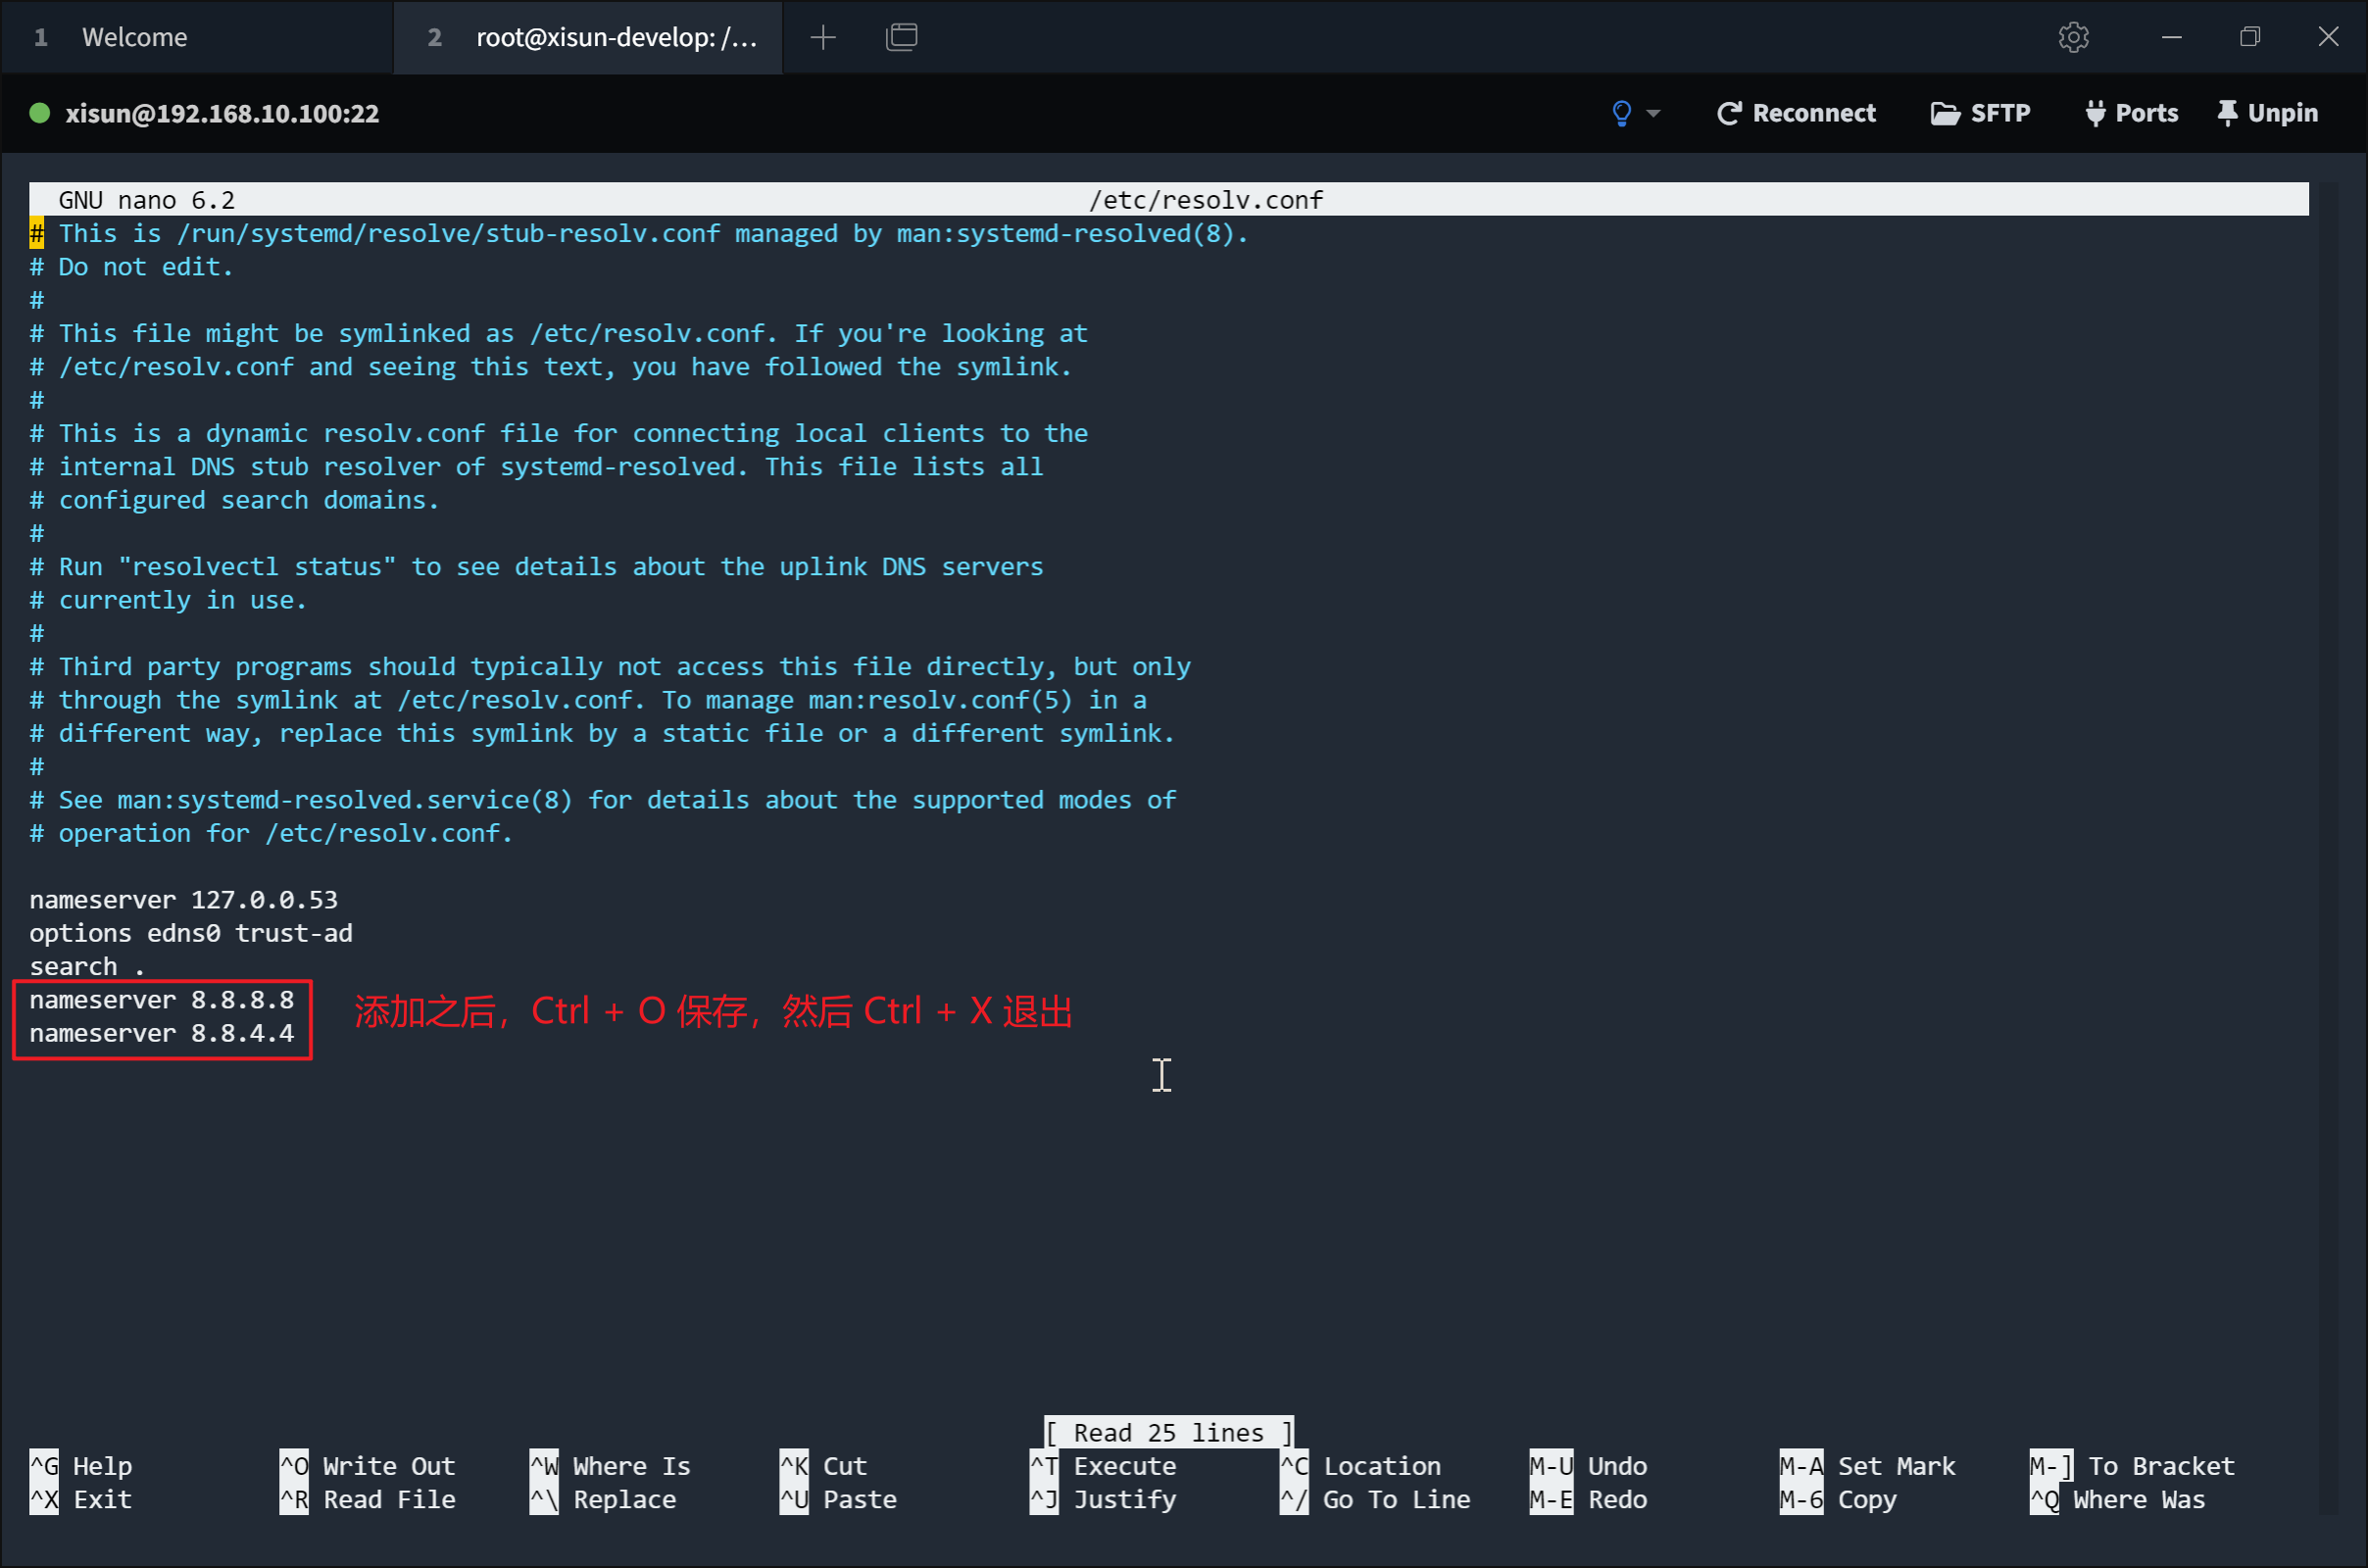 1 Welcome 2 root@xisun-develop: /...
xisun@192.168.10.100:22 Reconnect SFTP Ports Unpin
GNU nano 6.2 /etc/resolv.conf
# This is /run/systemd/resolve/stub-resolv.conf managed by man:systemd-resolved(8).
# Do not edit.
#
# This file might be symlinked as /etc/resolv.conf. If you're looking at
# /etc/resolv.conf and seeing this text, you have followed the symlink.
#
# This is a dynamic resolv.conf file for connecting local clients to the
# internal DNS stub resolver of systemd-resolved. This file lists all
# configured search domains.
#
# Run "resolvectl status" to see details about the uplink DNS servers
# currently in use.
#
# Third party programs should typically not access this file directly, but only
# through the symlink at /etc/resolv.conf. To manage man:resolv.conf(5) in a
# different way, replace this symlink by a static file or a different symlink.
#
# See man:systemd-resolved.service(8) for details about the supported modes of
# operation for /etc/resolv.conf.
nameserver 127.0.0.53
options edns0 trust-ad
search .
nameserver 8.8.8.8
nameserver 8.8.4.4
添加之后，Ctrl + O 保存，然后 Ctrl + X 退出
[ Read 25 lines ]
^G Help ^O Write Out ^W Where Is ^K Cut ^T Execute ^C Location M-U Undo M-A Set Mark M-] To Bracket
^X Exit ^R Read File ^\ Replace ^U Paste ^J Justify ^/ Go To Line M-E Redo M-6 Copy ^Q Where Was